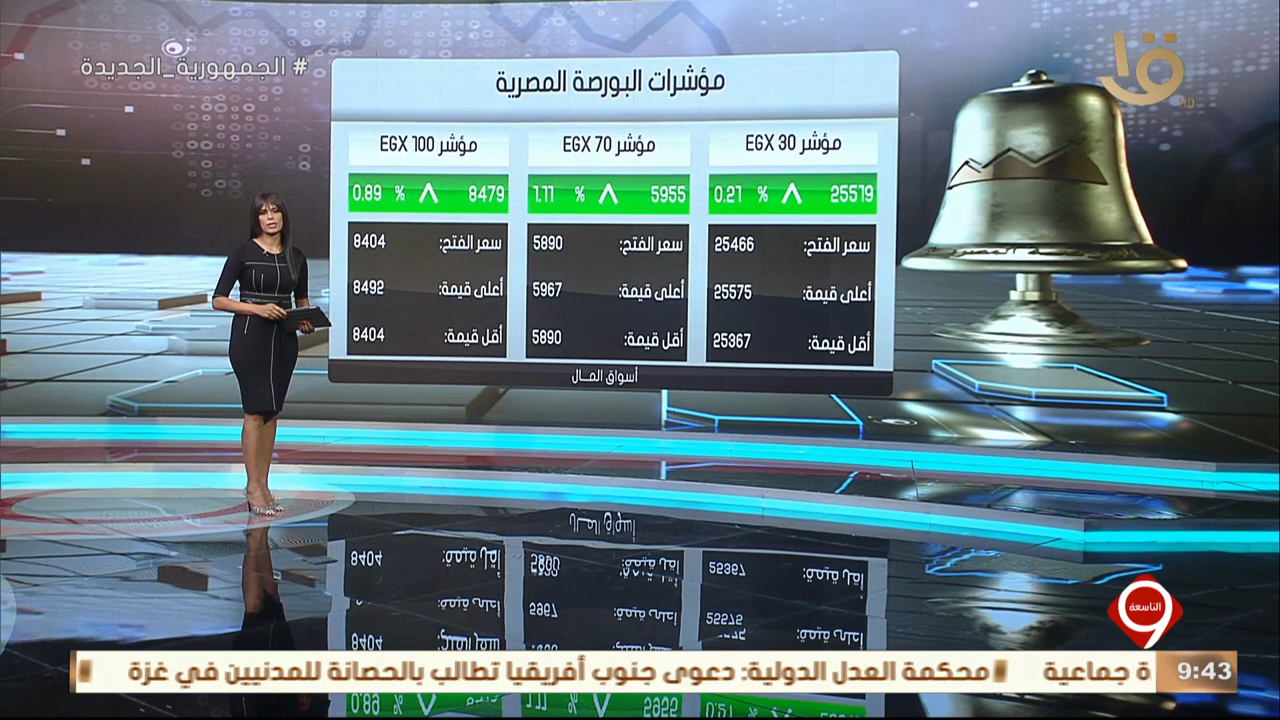 #الجمهورية_الجديدة
HD
مؤشرات البورصة المصرية
مؤشر EGX 30
25519 % 0.21
سعر الفتح: 25466
أعلى قيمة: 25575
أقل قيمة: 25367
مؤشر EGX 70
5955 % 1.11
سعر الفتح: 5890
أعلى قيمة: 5967
أقل قيمة: 5890
مؤشر EGX 100
8479 % 0.89
سعر الفتح: 8404
أعلى قيمة: 8492
أقل قيمة: 8404
أسواق المـال
التاسعة
9
9:43
ة جماعية
محكمة العدل الدولية: دعوى جنوب أفريقيا تطالب بالحصانة للمدنيين في غزة